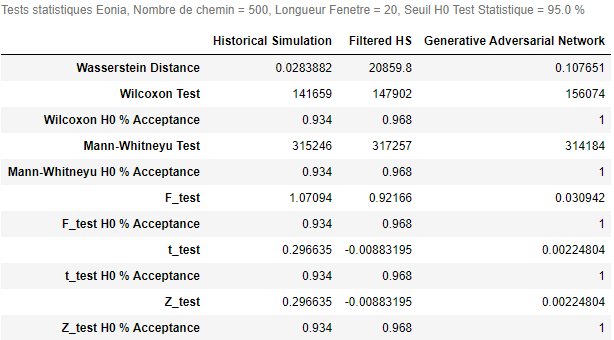 Tests statistiques Eonia, Nombre de chemin = 500, Longueur Fenetre = 20, Seuil H0 Test Statistique = 95.0 %
Historical Simulation Filtered HS Generative Adversarial Network
Wasserstein Distance 0.0283882 20859.8 0.107651
Wilcoxon Test 141659 147902 156074
Wilcoxon H0 % Acceptance 0.934 0.968 1
Mann-Whitneyu Test 315246 317257 314184
Mann-Whitneyu H0 % Acceptance 0.934 0.968 1
F_test 1.07094 0.92166 0.030942
F_test H0 % Acceptance 0.934 0.968 1
t_test 0.296635 -0.00883195 0.00224804
t_test H0 % Acceptance 0.934 0.968 1
Z_test 0.296635 -0.00883195 0.00224804
Z_test H0 % Acceptance 0.934 0.968 1